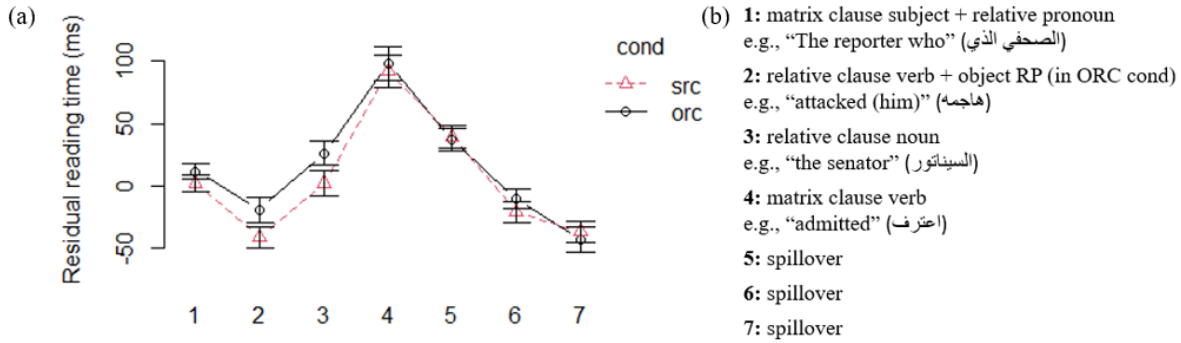 (a)
Residual reading time (ms)
100
50
0
-50
1 2 3 4 5 6 7
cond
src
orc
(b)
1: matrix clause subject + relative pronoun
e.g., “The reporter who” (الصحفي الذي)
2: relative clause verb + object RP (in ORC cond)
e.g., “attacked (him)” (هاجمه)
3: relative clause noun
e.g., “the senator” (السيناتور)
4: matrix clause verb
e.g., “admitted” (اعترف)
5: spillover
6: spillover
7: spillover